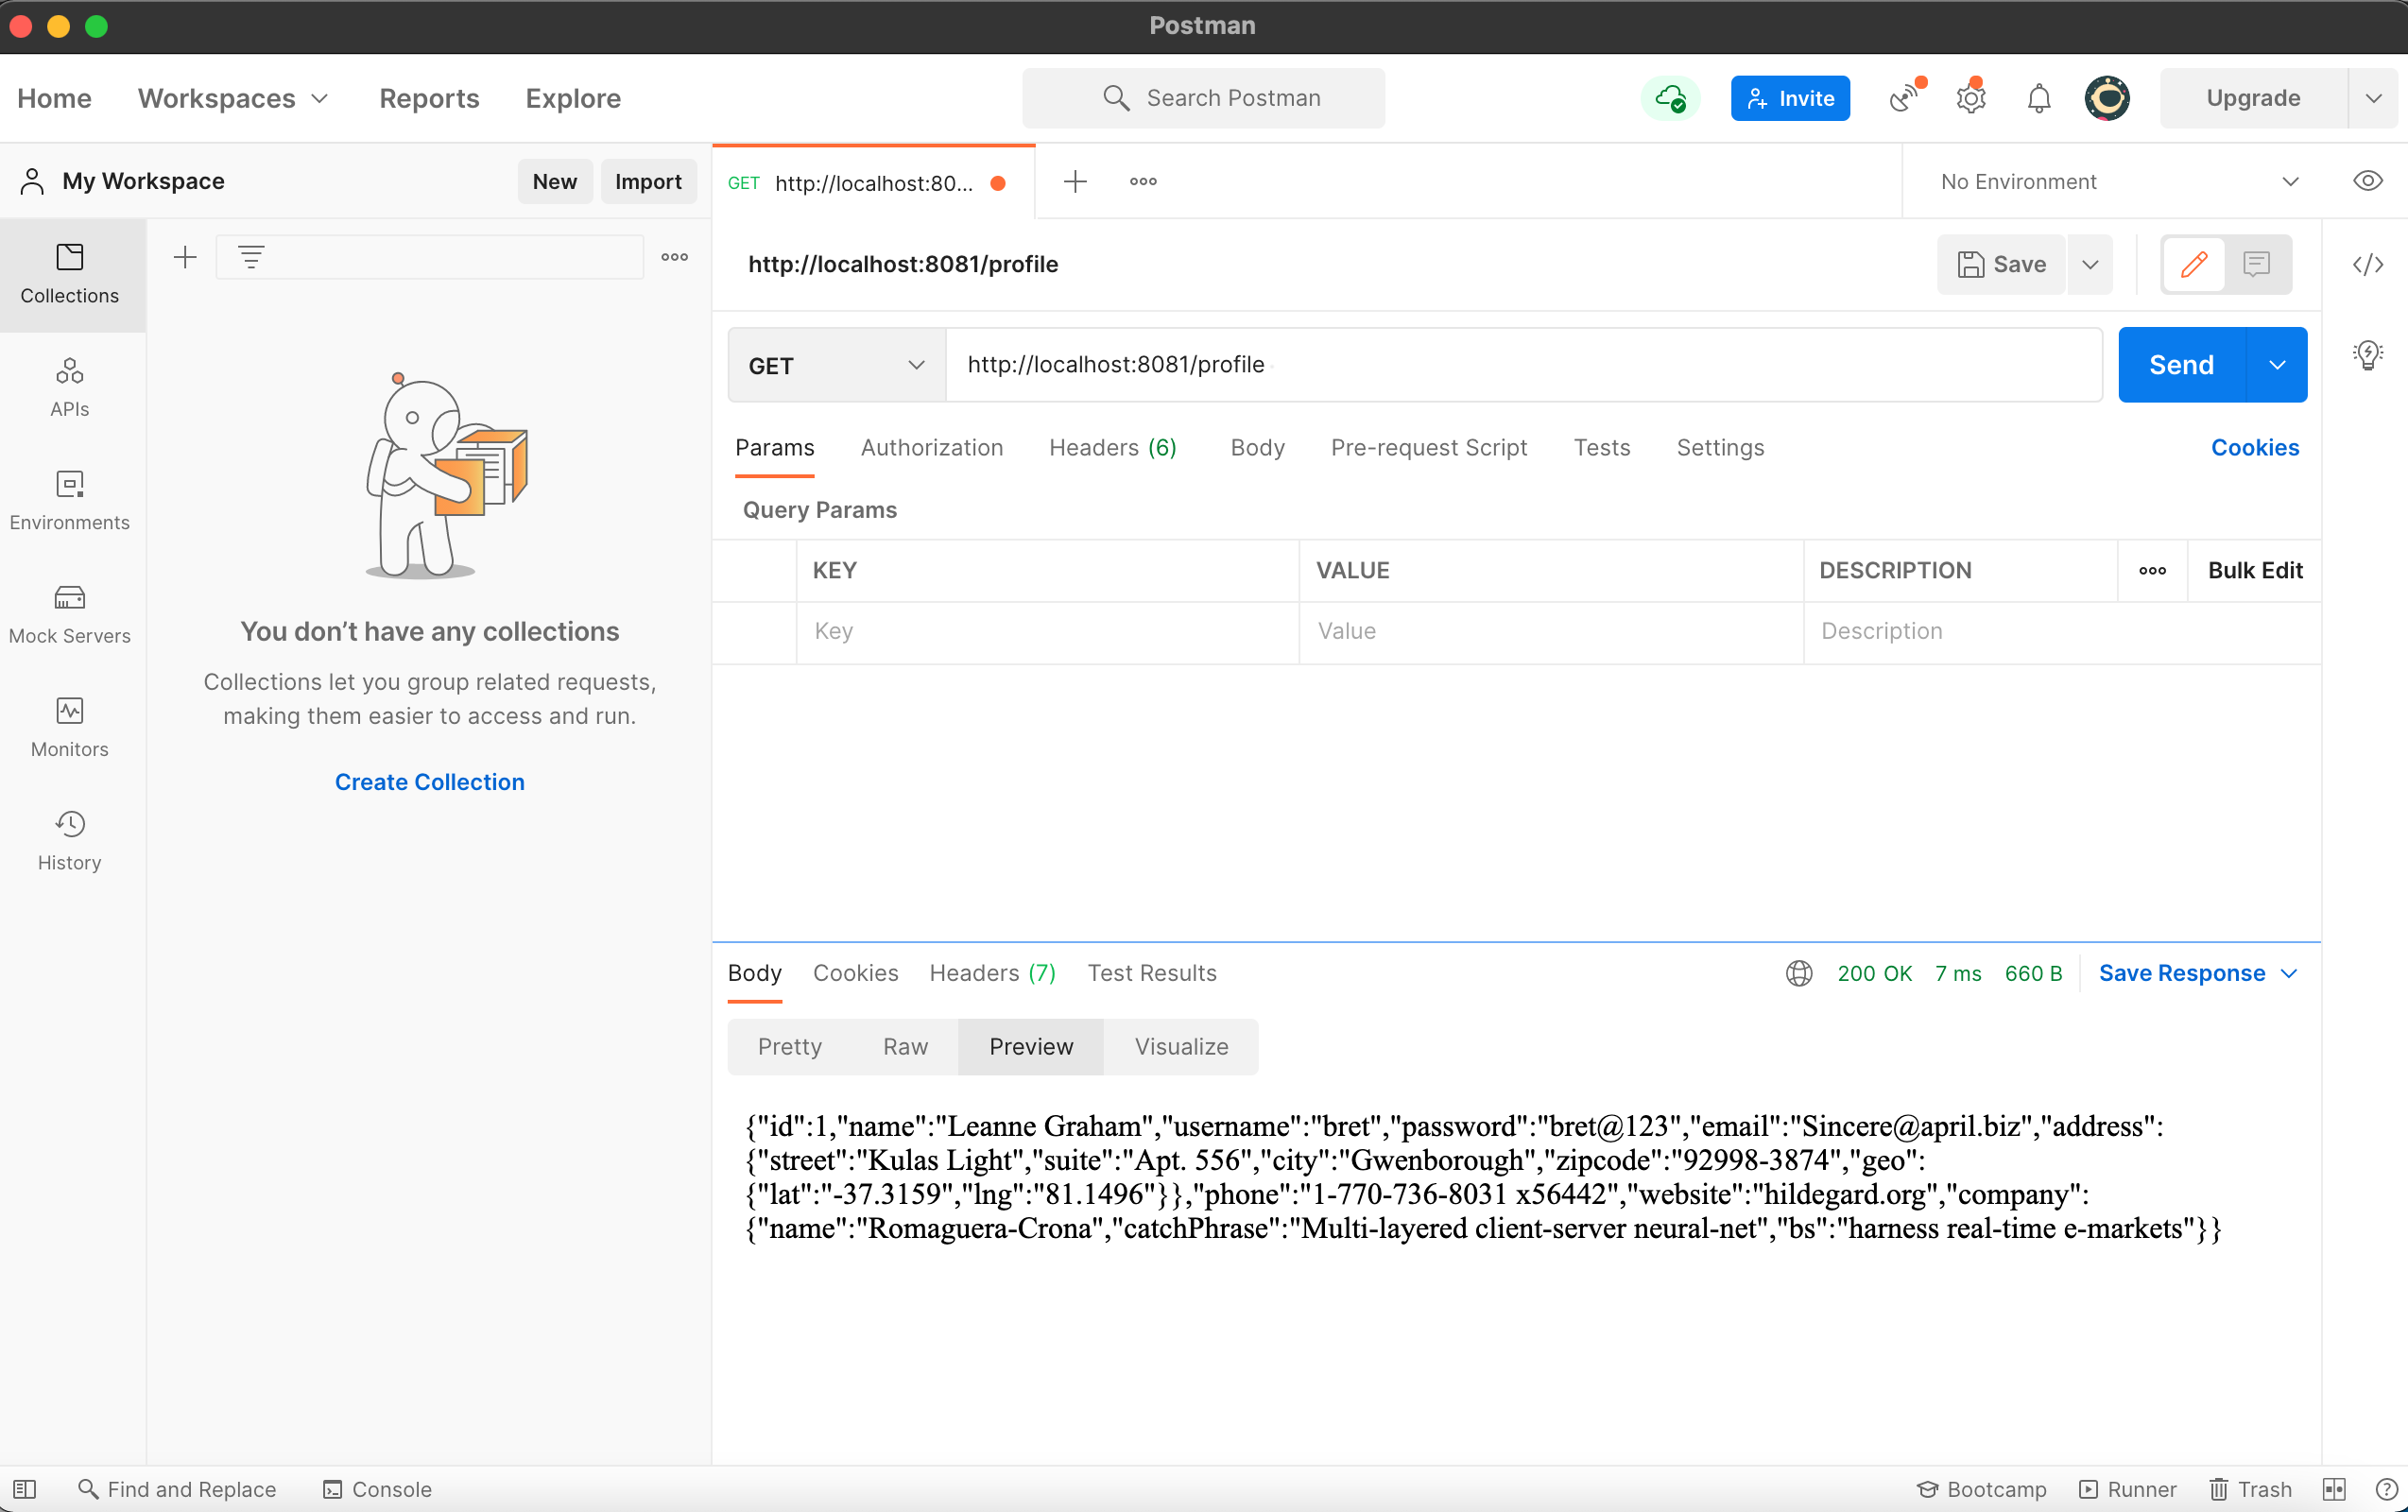 Postman
Home Workspaces Reports Explore Search Postman Invite Upgrade
My Workspace New Import GET http://localhost:80... No Environment
Collections
APIs
Environments
Mock Servers
Monitors
History
You don’t have any collections
Collections let you group related requests,
making them easier to access and run.
Create Collection
http://localhost:8081/profile Save
GET http://localhost:8081/profile Send
Params Authorization Headers (6) Body Pre-request Script Tests Settings Cookies
Query Params
KEY VALUE DESCRIPTION Bulk Edit
Key Value Description
Body Cookies Headers (7) Test Results 200 OK 7 ms 660 B Save Response
Pretty Raw Preview Visualize
{"id":1,"name":"Leanne Graham","username":"bret","password":"bret@123","email":"Sincere@april.biz","address":
{"street":"Kulas Light","suite":"Apt. 556","city":"Gwenborough","zipcode":"92998-3874","geo":
{"lat":"-37.3159","lng":"81.1496"}},"phone":"1-770-736-8031 x56442","website":"hildegard.org","company":
{"name":"Romaguera-Crona","catchPhrase":"Multi-layered client-server neural-net","bs":"harness real-time e-markets"}}
Find and Replace Console Bootcamp Runner Trash